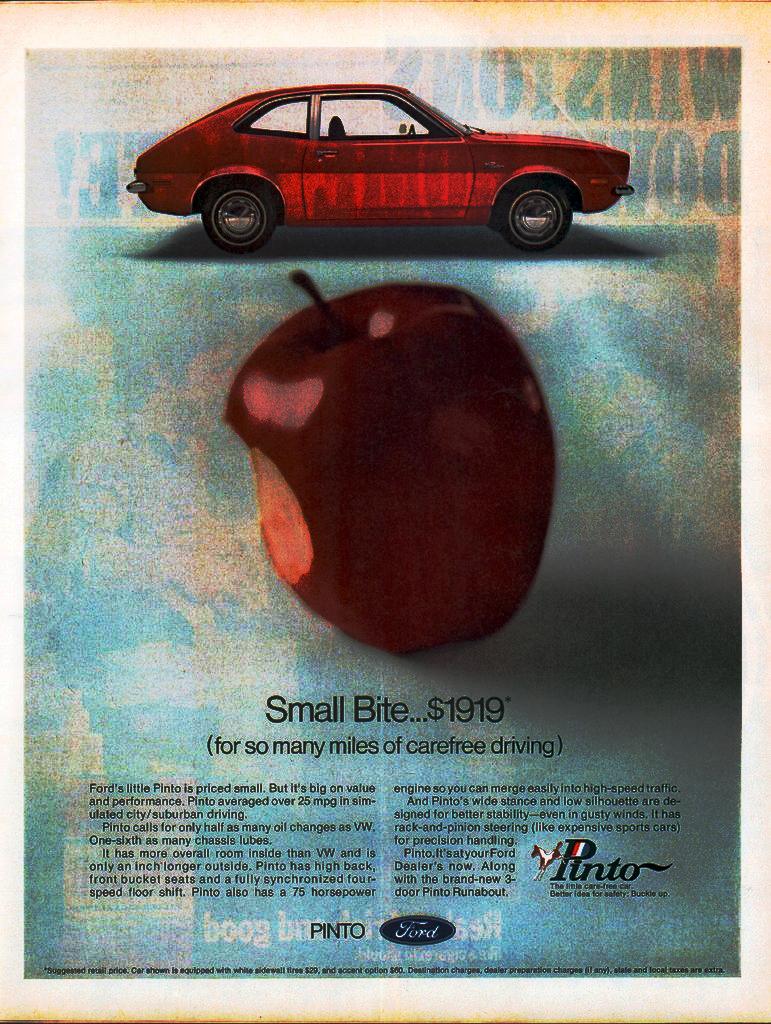 Small Bite...$1919*
(for so many miles of carefree driving)
Ford's little Pinto is priced small. But it's big on value
and performance. Pinto averaged over 25 mpg in sim-
ulated city/suburban driving.
Pinto calls for only half as many oil changes as VW.
One-sixth as many chassis lubes.
It has more overall room inside than VW and is
only an inch longer outside. Pinto has high back,
front bucket seats and a fully synchronized four-
speed floor shift. Pinto also has a 75 horsepower
engine so you can merge easily into high-speed traffic.
And Pinto's wide stance and low silhouette are de-
signed for better stability—even in gusty winds. It has
rack-and-pinion steering (like expensive sports cars)
for precision handling.
Pinto. It's at your Ford
Dealer's now. Along
with the brand-new 3-
door Pinto Runabout.
Pinto
The little care-free car.
Better idea for safety: Buckle up.
PINTO Ford
*Suggested retail price. Car shown is equipped with white sidewall tires $29, and accent option $60. Destination charges, dealer preparation charges (if any), state and local taxes are extra.